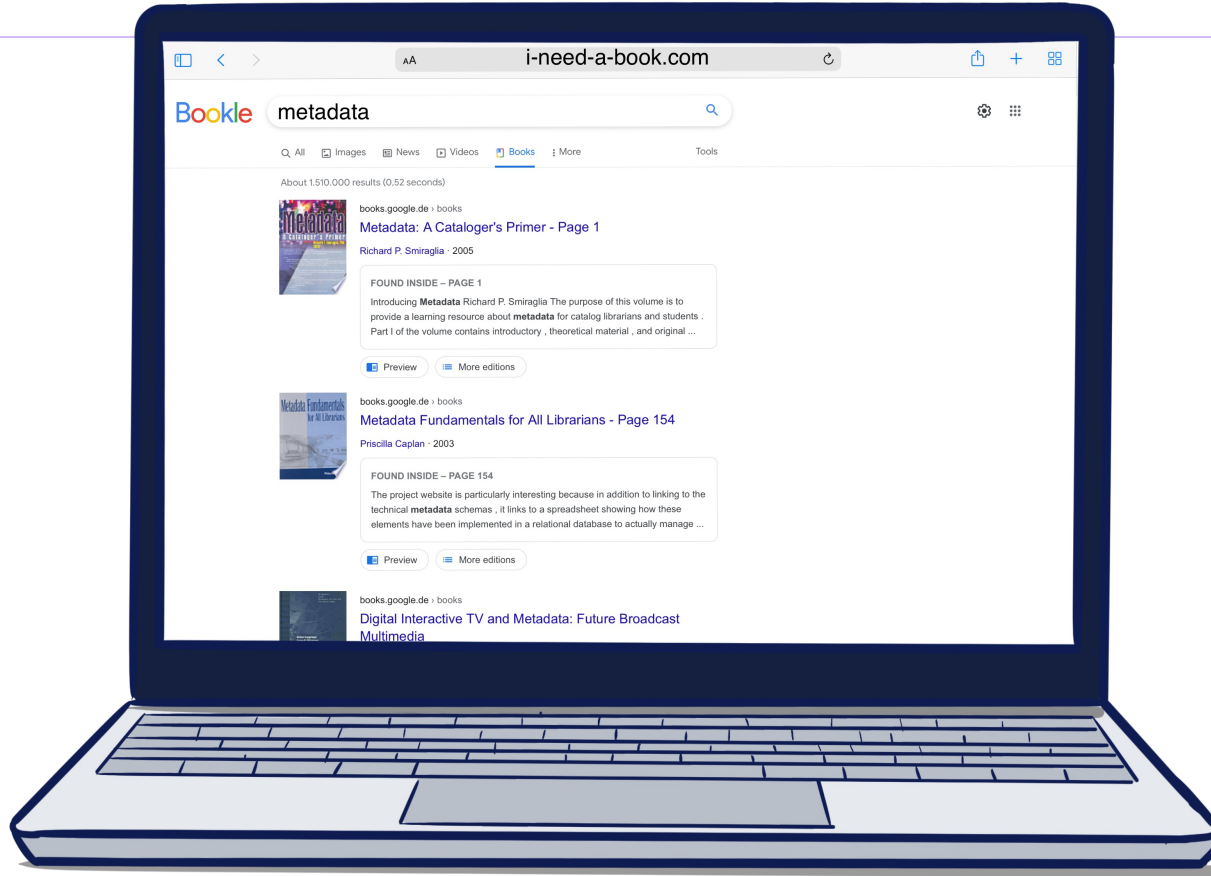 AA i-need-a-book.com
Bookle metadata
All Images News Videos Books More Tools
About 1.510.000 results (0,52 seconds)
Metadata
A Cataloger's Primer
books.google.de › books
Metadata: A Cataloger's Primer - Page 1
Richard P. Smiraglia · 2005
FOUND INSIDE – PAGE 1
Introducing Metadata Richard P. Smiraglia The purpose of this volume is to
provide a learning resource about metadata for catalog librarians and students .
Part I of the volume contains introductory , theoretical material , and original ...
Preview More editions
Metadata Fundamentals
for All Librarians
books.google.de › books
Metadata Fundamentals for All Librarians - Page 154
Priscilla Caplan · 2003
FOUND INSIDE – PAGE 154
The project website is particularly interesting because in addition to linking to the
technical metadata schemas , it links to a spreadsheet showing how these
elements have been implemented in a relational database to actually manage ...
Preview More editions
books.google.de › books
Digital Interactive TV and Metadata: Future Broadcast
Multimedia